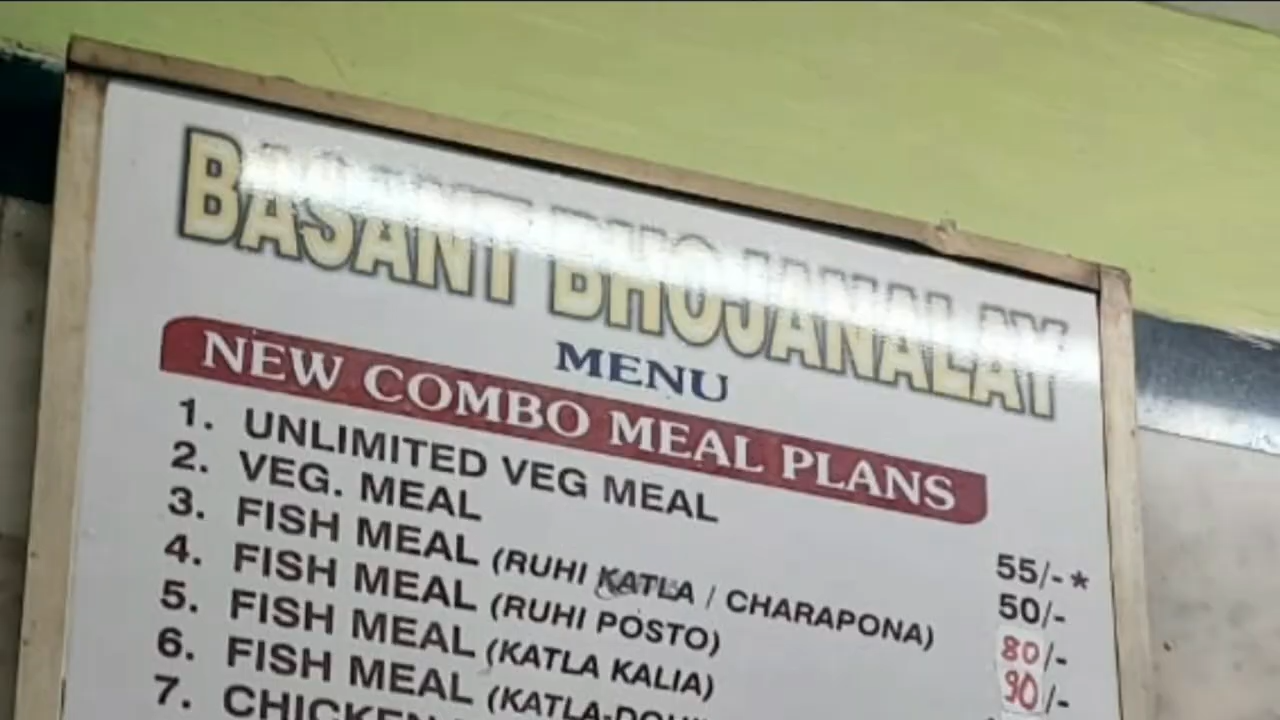 BASANT BHOJANALAY
MENU
NEW COMBO MEAL PLANS
1. UNLIMITED VEG MEAL 55/-*
2. VEG. MEAL 50/-
3. FISH MEAL (RUHI KATLA / CHARAPONA) 80/-
4. FISH MEAL (RUHI POSTO) 90/-
5. FISH MEAL (KATLA KALIA)
6. FISH MEAL
7. CHICKEN